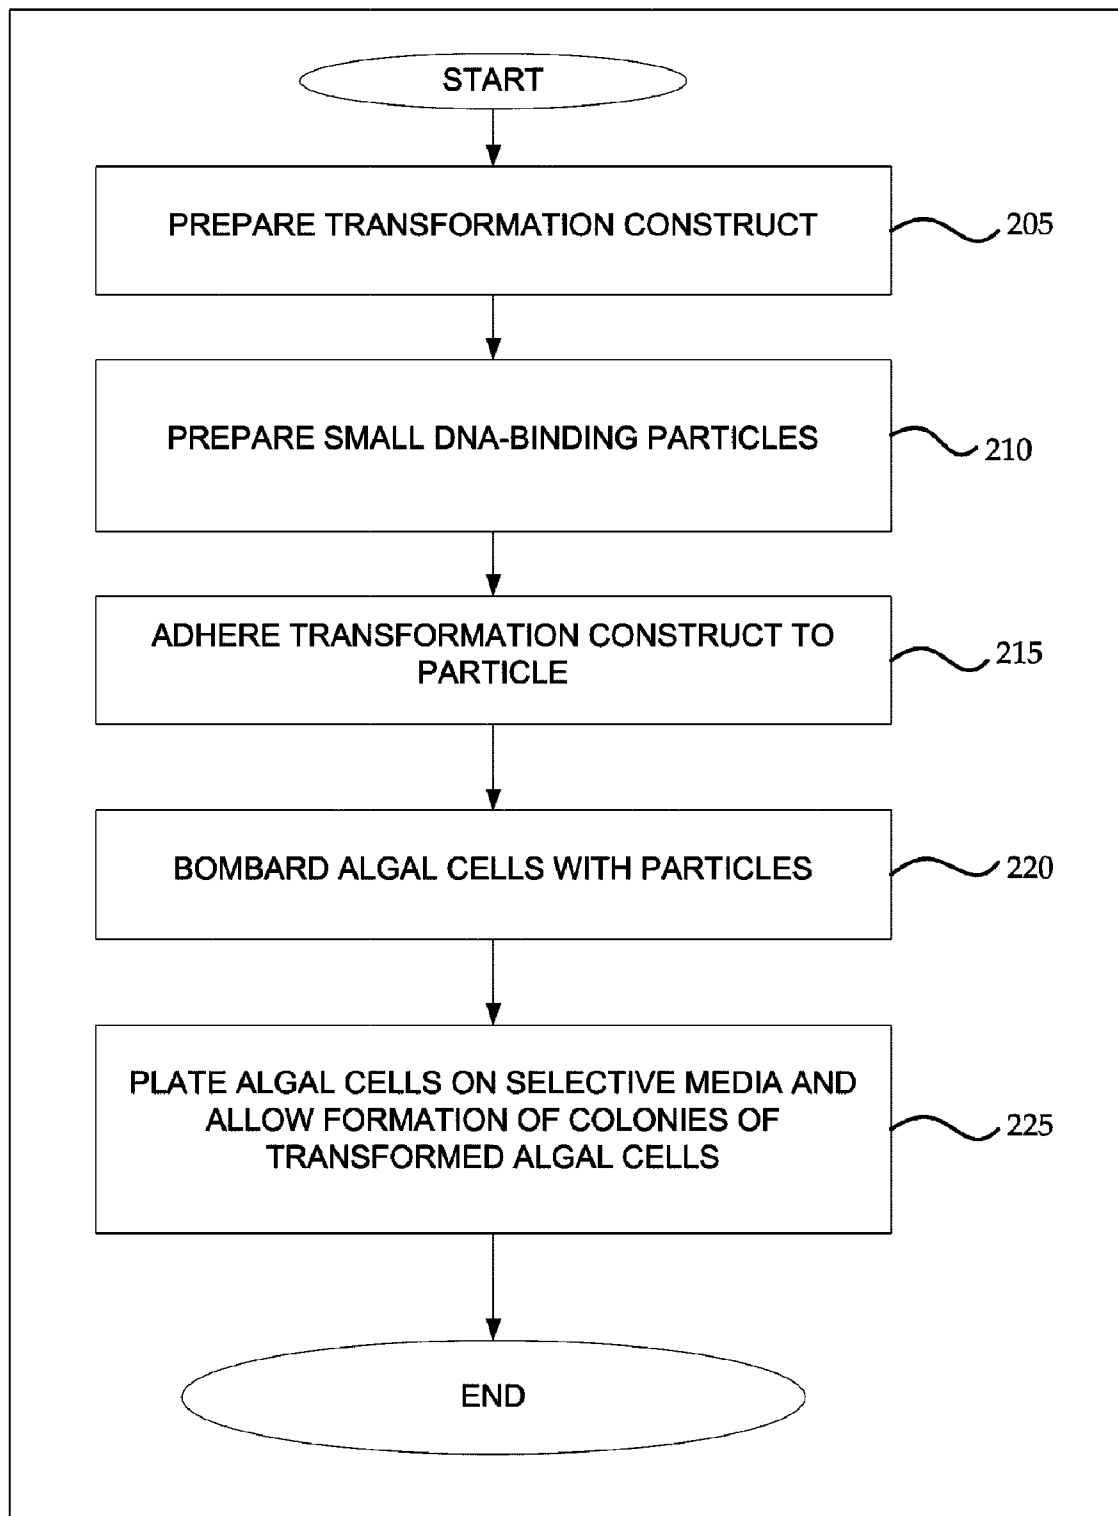 START
PREPARE TRANSFORMATION CONSTRUCT
205
PREPARE SMALL DNA-BINDING PARTICLES
210
ADHERE TRANSFORMATION CONSTRUCT TO
PARTICLE
215
BOMBARD ALGAL CELLS WITH PARTICLES
220
PLATE ALGAL CELLS ON SELECTIVE MEDIA AND
ALLOW FORMATION OF COLONIES OF
TRANSFORMED ALGAL CELLS
225
END